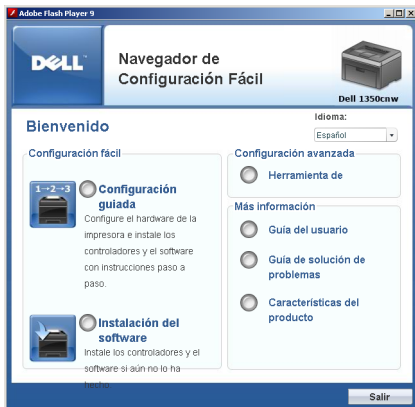 Adobe Flash Player 9
DELL
Navegador de
Configuración Fácil
Dell 1350cnw
Bienvenido
Idioma:
Español
Configuración fácil
1→2→3
Configuración
guiada
Configure el hardware de la
impresora e instale los
controladores y el software
con instrucciones paso a
paso.
Instalación del
software
Instale los controladores y el
software si aún no lo ha
hecho.
Configuración avanzada
Herramienta de
Más información
Guía del usuario
Guía de solución de
problemas
Características del
producto
Salir